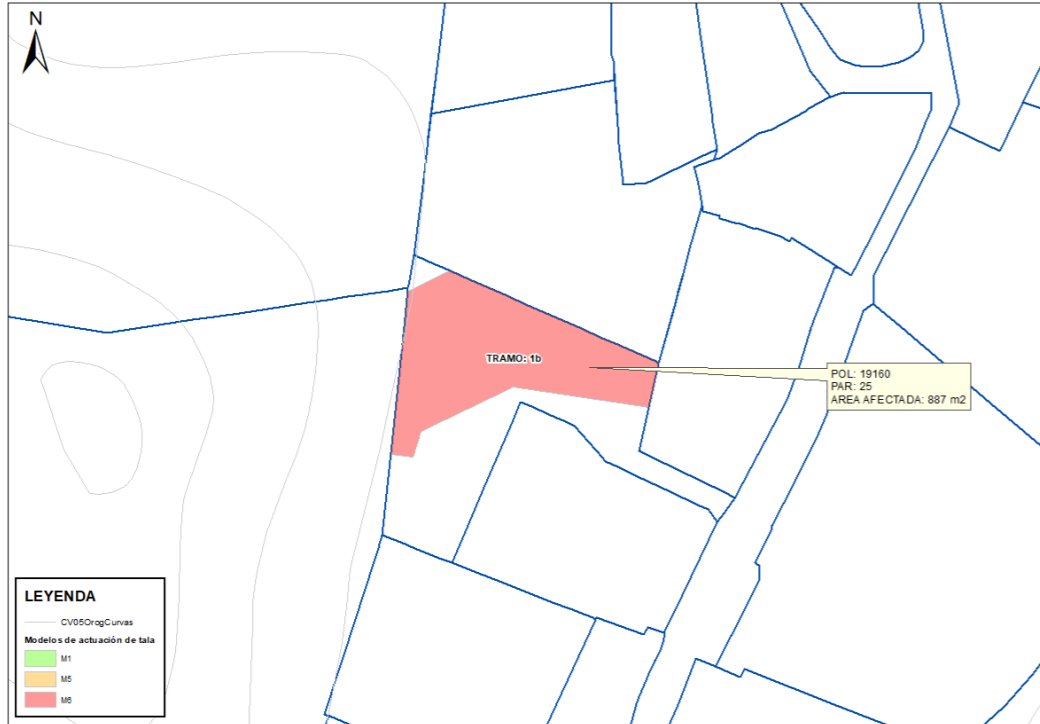 N
TRAMO: 1b
POL: 19160
PAR: 25
AREA AFECTADA: 887 m2
LEYENDA
CV05OrogCurvas
Modelos de actuación de tala
M1
M5
M6